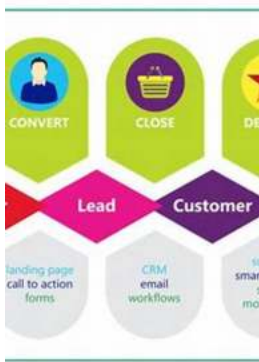 CONVERT
CLOSE
Lead
Customer
landing page
call to action
forms
CRM
email
workflows